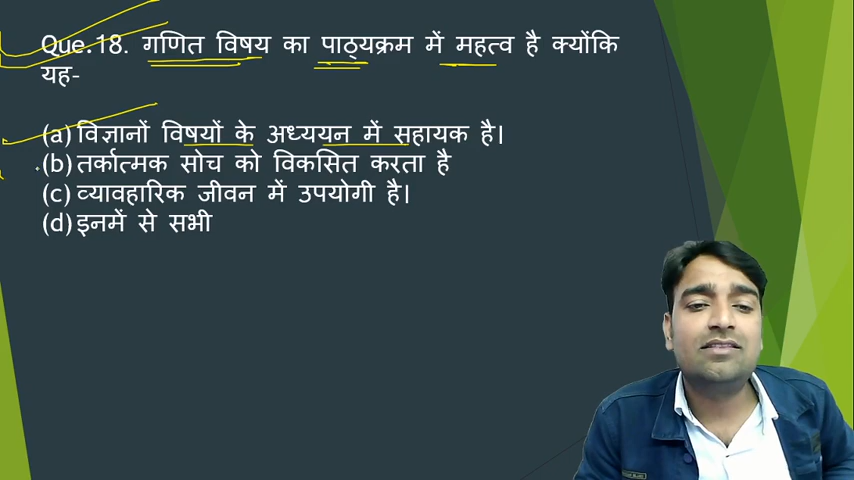 Que.18. गणित विषय का पाठ्यक्रम में महत्व है क्योंकि
यह-
(a) विज्ञानों विषयों के अध्ययन में सहायक है।
(b) तर्कात्मक सोच को विकसित करता है
(c) व्यावहारिक जीवन में उपयोगी है।
(d) इनमें से सभी